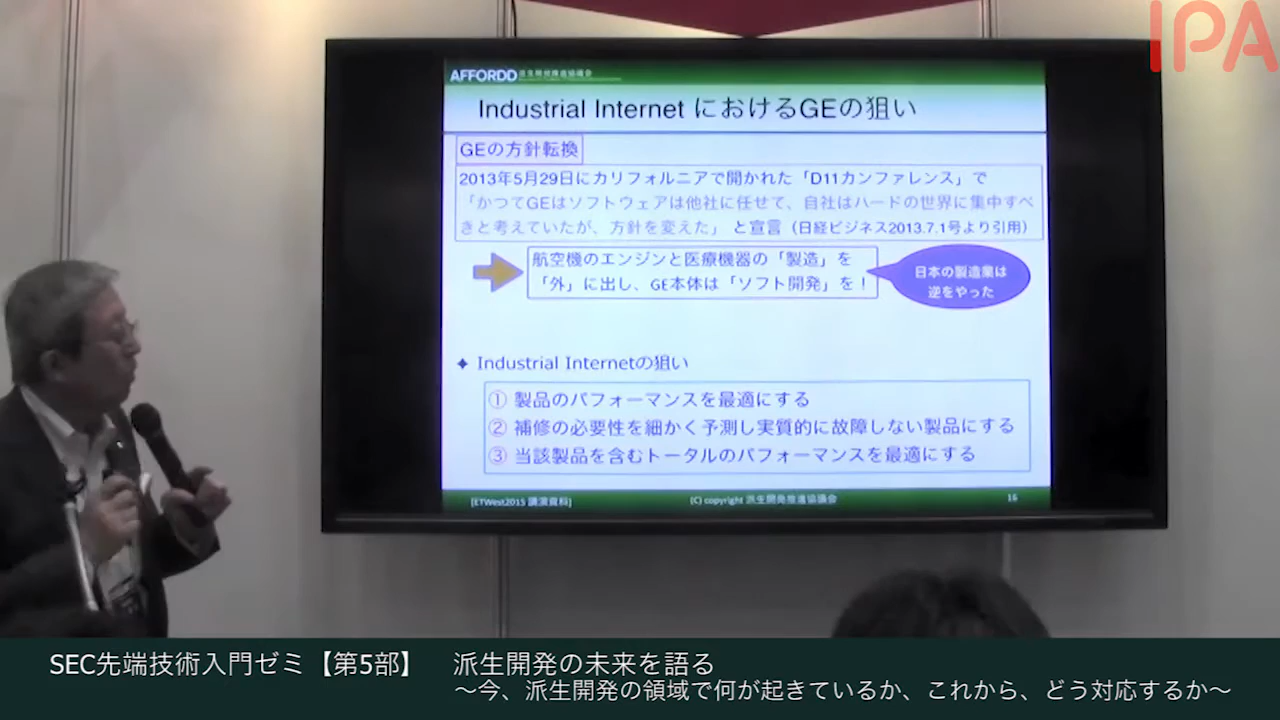 IPA
AFFORDD 派生開発推進協議会
Industrial Internet におけるGEの狙い
GEの方針転換
2013年5月29日にカリフォルニアで開かれた「D11カンファレンス」で
「かつてGEはソフトウェアは他社に任せて、自社はハードの世界に集中すべ
きと考えていたが、方針を変えた」 と宣言（日経ビジネス2013.7.1号より引用）
航空機のエンジンと医療機器の「製造」を
「外」に出し、GE本体は「ソフト開発」を！
日本の製造業は
逆をやった
✦ Industrial Internetの狙い
① 製品のパフォーマンスを最適にする
② 補修の必要性を細かく予測し実質的に故障しない製品にする
③ 当該製品を含むトータルのパフォーマンスを最適にする
[ETWest2015 講演資料] (C) copyright 派生開発推進協議会 16
SEC先端技術入門ゼミ【第5部】 派生開発の未来を語る
～今、派生開発の領域で何が起きているか、これから、どう対応するか～